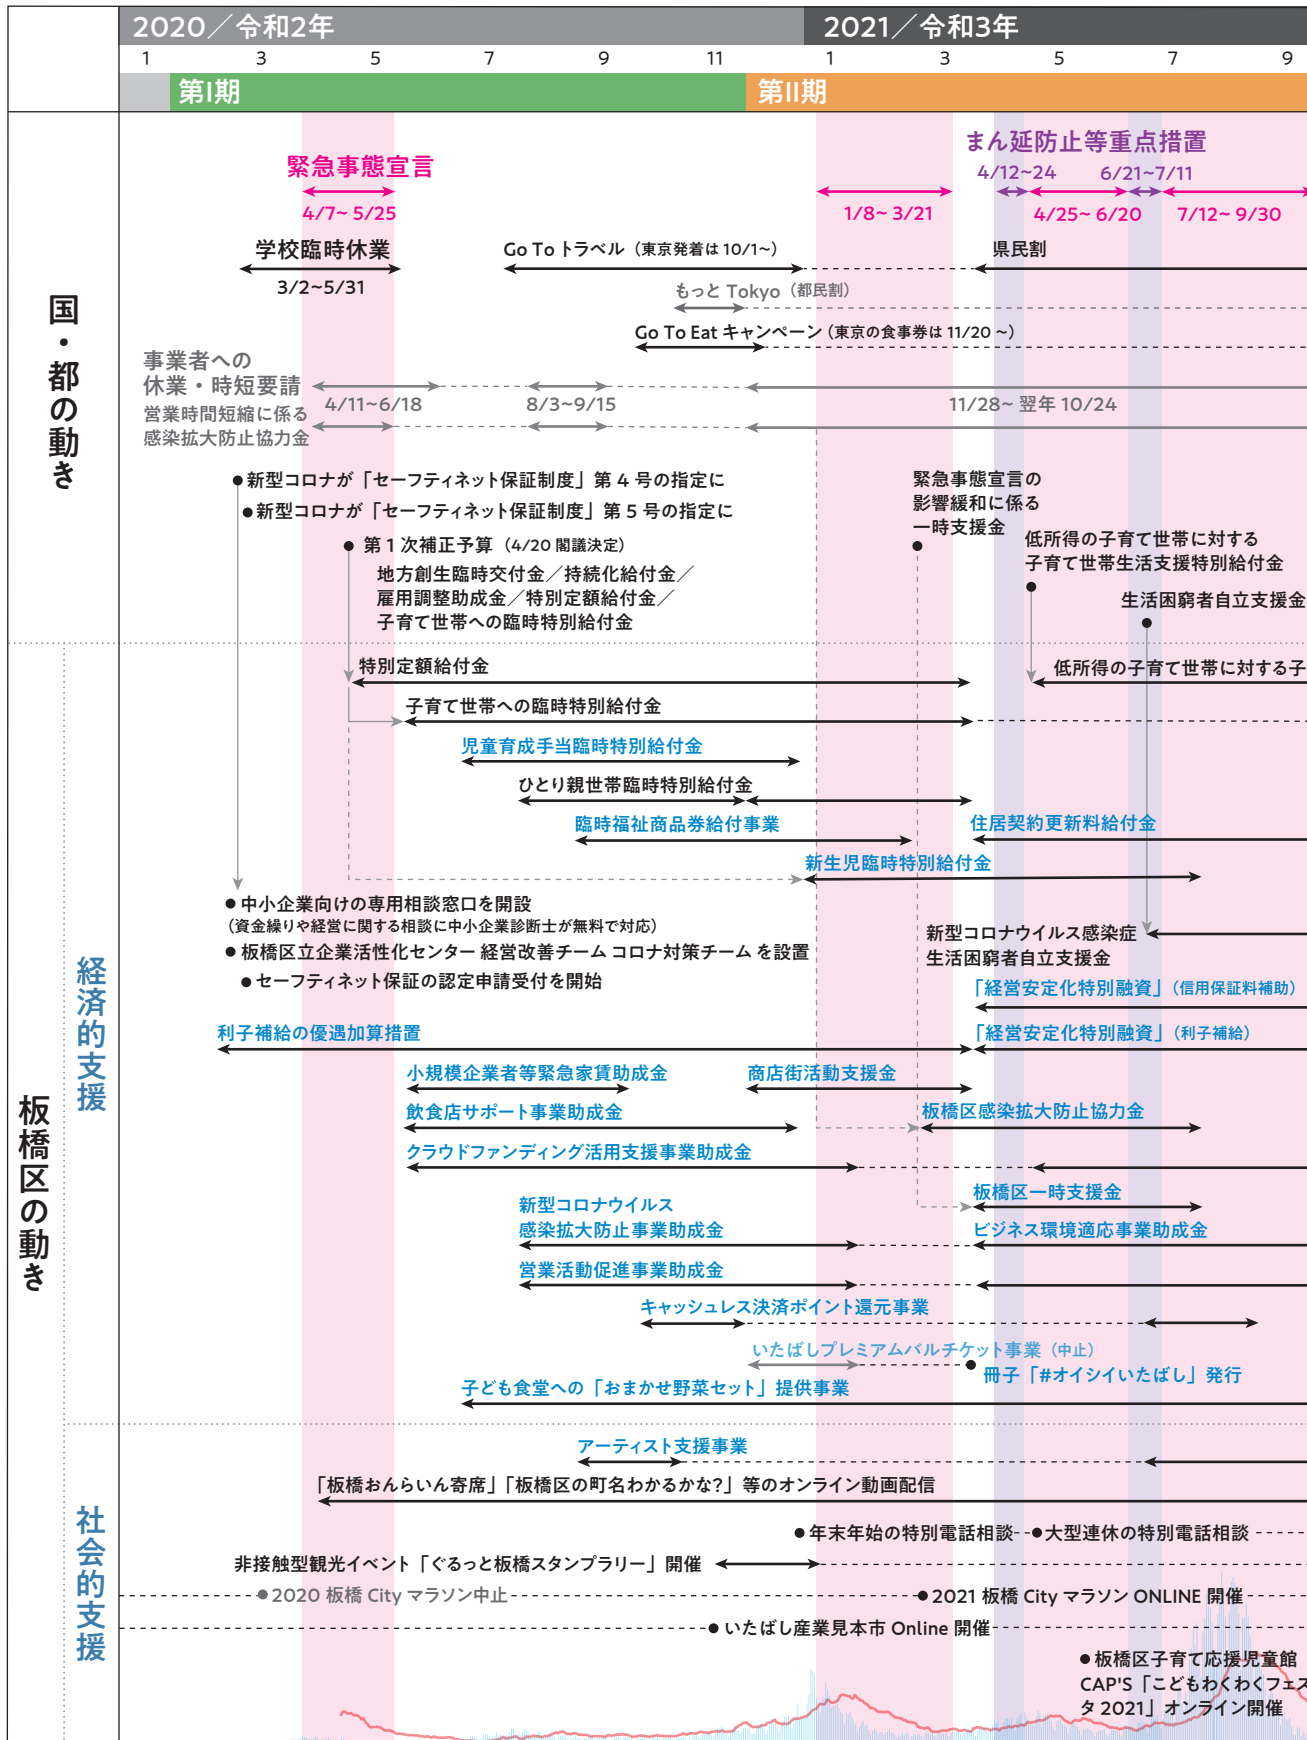 2020／令和2年
2021／令和3年
1 3 5 7 9 11 1 3 5 7 9
第I期
第II期
国・都の動き
まん延防止等重点措置
緊急事態宣言
4/12~24
6/21~7/11
4/7~ 5/25
1/8~ 3/21
4/25~ 6/20
7/12~ 9/30
学校臨時休業
3/2~5/31
Go To トラベル（東京発着は 10/1~）
県民割
もっと Tokyo（都民割）
Go To Eat キャンペーン（東京の食事券は 11/20 ~）
事業者への
休業・時短要請
4/11~6/18
8/3~9/15
11/28~ 翌年 10/24
営業時間短縮に係る
感染拡大防止協力金
●新型コロナが「セーフティネット保証制度」第 4 号の指定に
●新型コロナが「セーフティネット保証制度」第 5 号の指定に
緊急事態宣言の
影響緩和に係る
一時支援金
● 第 1 次補正予算（4/20 閣議決定）
地方創生臨時交付金／持続化給付金／
雇用調整助成金／特別定額給付金／
子育て世帯への臨時特別給付金
低所得の子育て世帯に対する
子育て世帯生活支援特別給付金
生活困窮者自立支援金
板橋区の動き
経済的支援
特別定額給付金
低所得の子育て世帯に対する子
子育て世帯への臨時特別給付金
児童育成手当臨時特別給付金
ひとり親世帯臨時特別給付金
臨時福祉商品券給付事業
住居契約更新料給付金
新生児臨時特別給付金
● 中小企業向けの専用相談窓口を開設
（資金繰りや経営に関する相談に中小企業診断士が無料で対応）
● 板橋区立企業活性化センター 経営改善チーム コロナ対策チーム を設置
● セーフティネット保証の認定申請受付を開始
新型コロナウイルス感染症
生活困窮者自立支援金
「経営安定化特別融資」（信用保証料補助）
利子補給の優遇加算措置
「経営安定化特別融資」（利子補給）
小規模企業者等緊急家賃助成金
商店街活動支援金
飲食店サポート事業助成金
板橋区感染拡大防止協力金
クラウドファンディング活用支援事業助成金
板橋区一時支援金
新型コロナウイルス
感染拡大防止事業助成金
ビジネス環境適応事業助成金
営業活動促進事業助成金
キャッシュレス決済ポイント還元事業
いたばしプレミアムバルチケット事業（中止）
冊子「#オイシイいたばし」発行
子ども食堂への「おまかせ野菜セット」提供事業
社会的支援
アーティスト支援事業
「板橋おんらいん寄席」「板橋区の町名わかるかな?」等のオンライン動画配信
●年末年始の特別電話相談
●大型連休の特別電話相談
非接触型観光イベント「ぐるっと板橋スタンプラリー」開催
●2020 板橋 City マラソン中止
●2021 板橋 City マラソン ONLINE 開催
●いたばし産業見本市 Online 開催
●板橋区子育て応援児童館
CAP'S「こどもわくわくフェス
タ 2021」オンライン開催